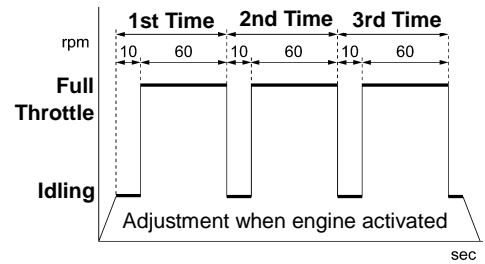 1st Time 2nd Time 3rd Time
rpm
10 60 10 60 10 60
Full
Throttle
Idling
Adjustment when engine activated
sec